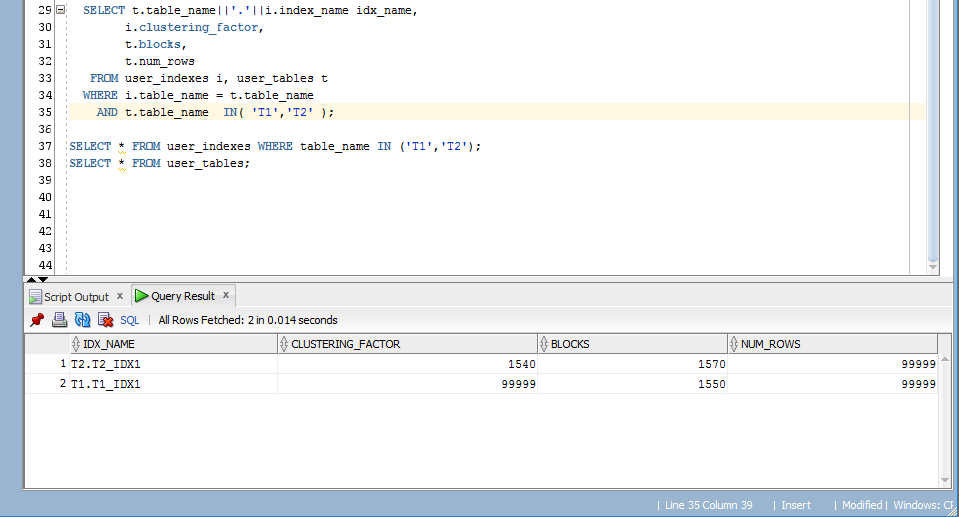 29 SELECT t.table_name||'.'||i.index_name idx_name,
30 i.clustering_factor,
31 t.blocks,
32 t.num_rows
33 FROM user_indexes i, user_tables t
34 WHERE i.table_name = t.table_name
35 AND t.table_name  IN( 'T1','T2' );
36
37 SELECT * FROM user_indexes WHERE table_name IN ('T1','T2');
38 SELECT * FROM user_tables;
39
40
41
42
43
44
Script Output x Query Result x
SQL | All Rows Fetched: 2 in 0.014 seconds
IDX_NAME CLUSTERING_FACTOR BLOCKS NUM_ROWS
1 T2.T2_IDX1 1540 1570 99999
2 T1.T1_IDX1 99999 1550 99999
| Line 35 Column 39 | Insert | Modified | Windows: